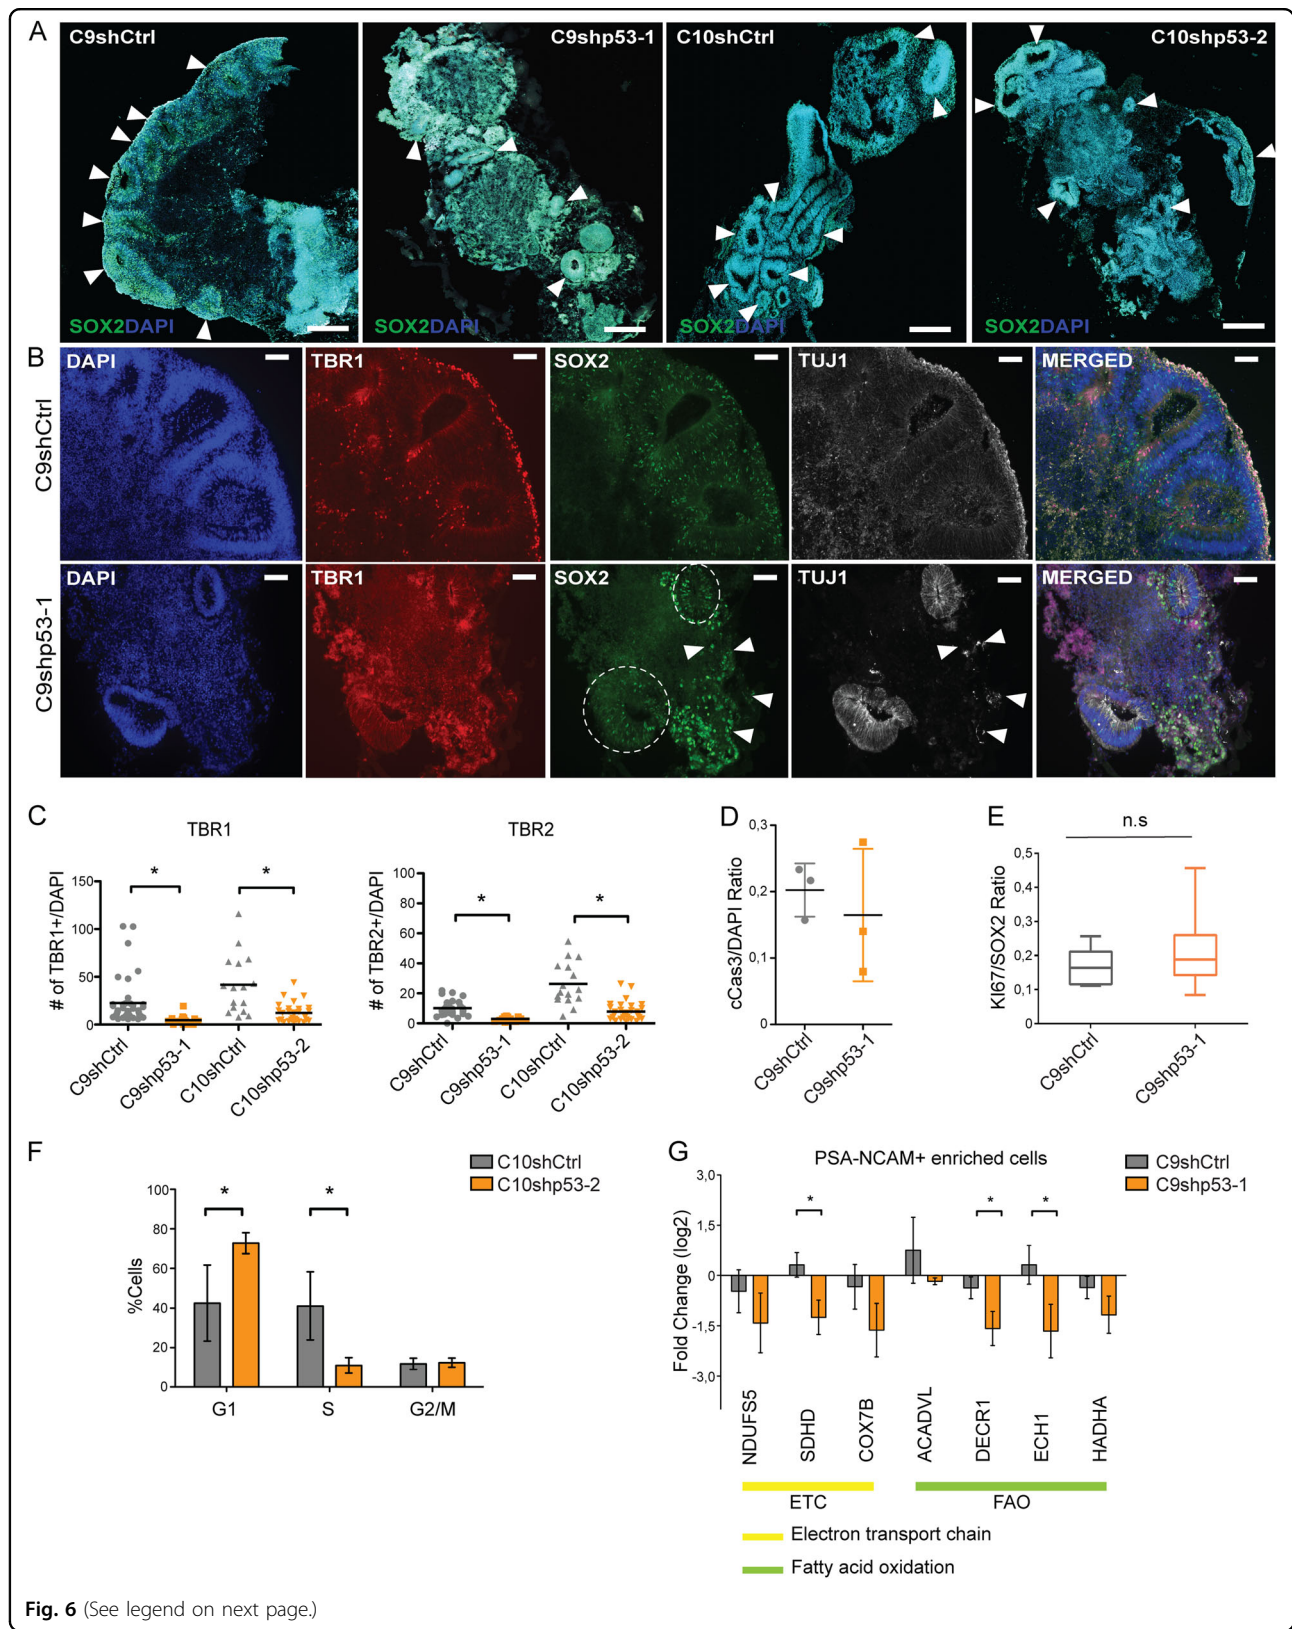 A
C9shCtrl
C9shp53-1
C10shCtrl
C10shp53-2
SOX2DAPI
SOX2DAPI
SOX2DAPI
SOX2DAPI
B
C9shCtrl
DAPI
TBR1
SOX2
TUJ1
MERGED
C9shp53-1
DAPI
TBR1
SOX2
TUJ1
MERGED
C
TBR1
# of TBR1+/DAPI
150
100
50
0
*
*
C9shCtrl
C9shp53-1
C10shCtrl
C10shp53-2
TBR2
# of TBR2+/DAPI
100
80
60
40
20
0
*
*
C9shCtrl
C9shp53-1
C10shCtrl
C10shp53-2
D
cCas3/DAPI Ratio
0,3
0,2
0,1
0
C9shCtrl
C9shp53-1
E
n.s
KI67/SOX2 Ratio
0,5
0,4
0,3
0,2
0,1
0
C9shCtrl
C9shp53-1
F
C10shCtrl
C10shp53-2
%Cells
100
80
60
40
20
0
*
*
G1
S
G2/M
G
PSA-NCAM+ enriched cells
C9shCtrl
C9shp53-1
Fold Change (log2)
3,0
1,5
0
-1,5
-3,0
*
*
*
NDUFS5
SDHD
COX7B
ACADVL
DECR1
ECH1
HADHA
ETC
FAO
Electron transport chain
Fatty acid oxidation
Fig. 6 (See legend on next page.)